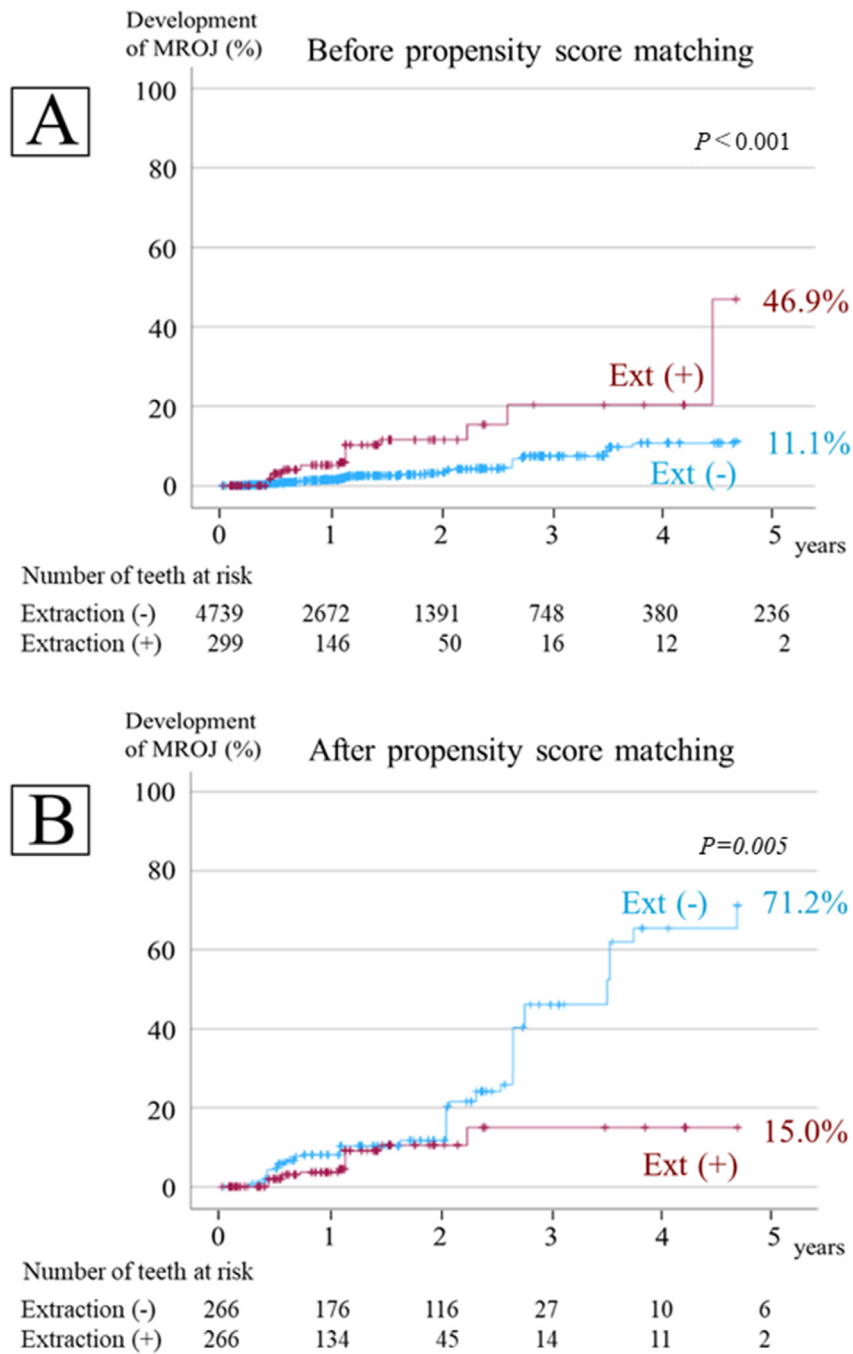 Development
of MROJ (%)
Before propensity score matching
A
100
P < 0.001
80
60
46.9%
40
Ext (+)
20
11.1%
Ext (-)
0
0 1 2 3 4 5 years
Number of teeth at risk
Extraction (-) 4739 2672 1391 748 380 236
Extraction (+) 299 146 50 16 12 2
Development
of MROJ (%)
After propensity score matching
B
100
P=0.005
80
Ext (-) 71.2%
60
40
20
15.0%
Ext (+)
0
0 1 2 3 4 5 years
Number of teeth at risk
Extraction (-) 266 176 116 27 10 6
Extraction (+) 266 134 45 14 11 2